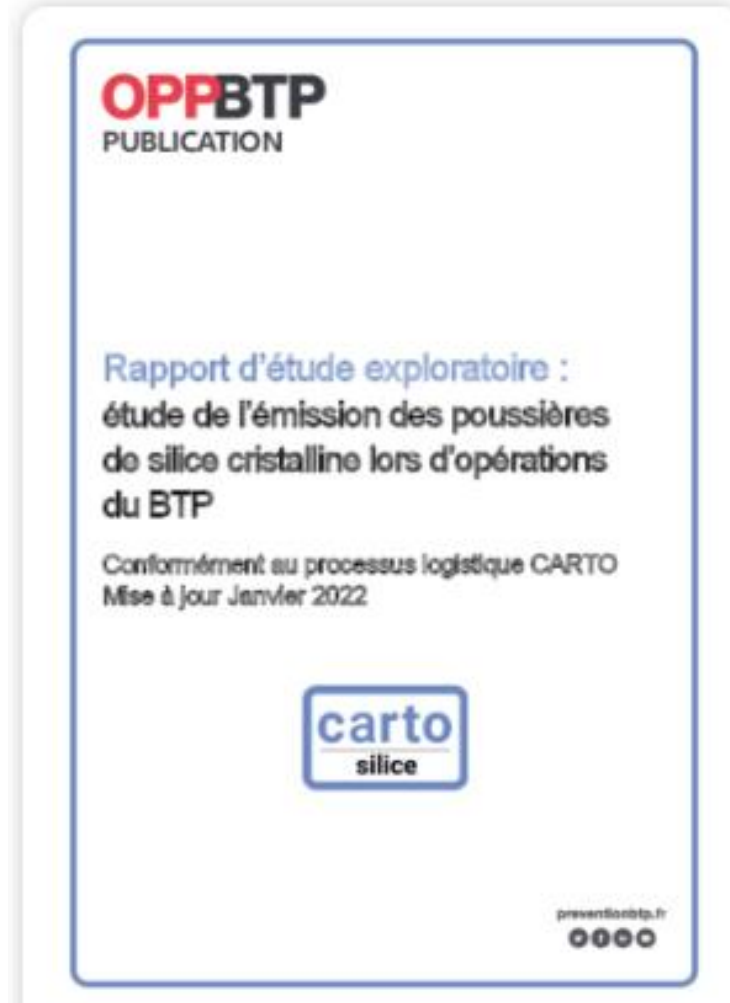 OPPBTP
PUBLICATION
Rapport d'étude exploratoire :
étude de l'émission des poussières
de silice cristalline lors d'opérations
du BTP
Conformément au processus logistique CARTO
Mise à jour Janvier 2022
carto
silice
preventionbtp.fr